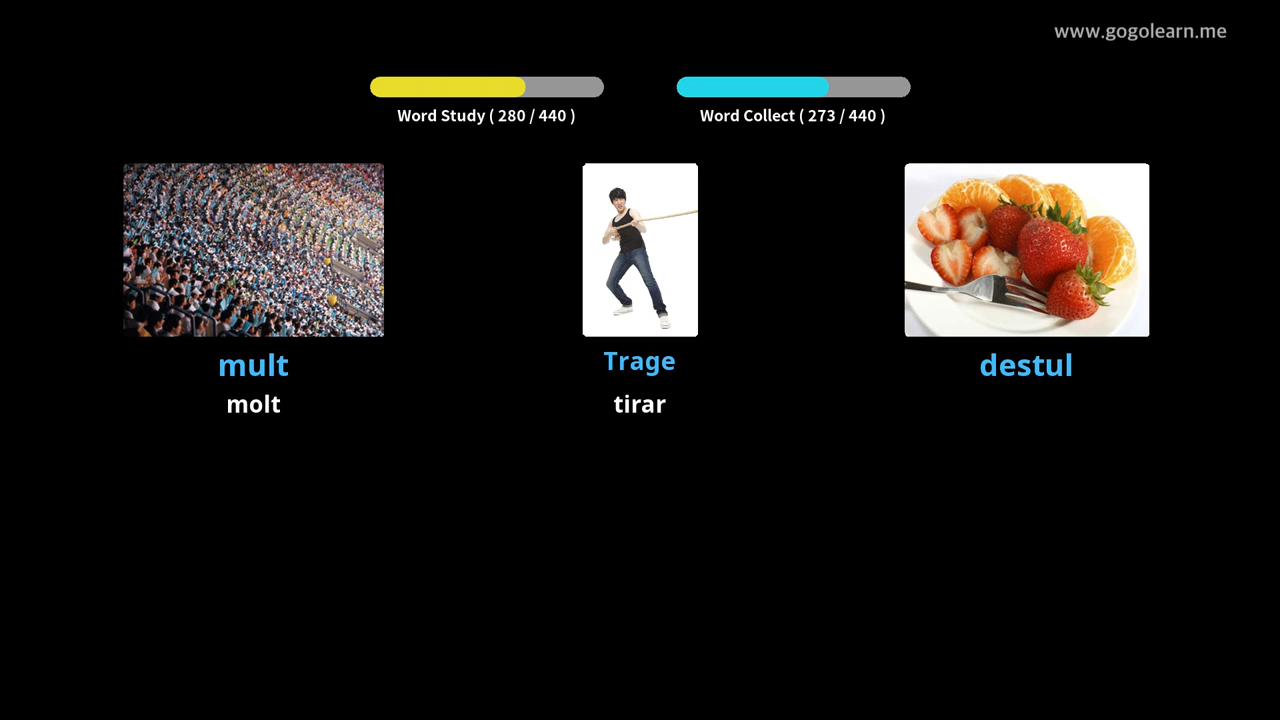 www.gogolearn.me
Word Study ( 280 / 440 )
Word Collect ( 273 / 440 )
mult
Trage
destul
molt
tirar